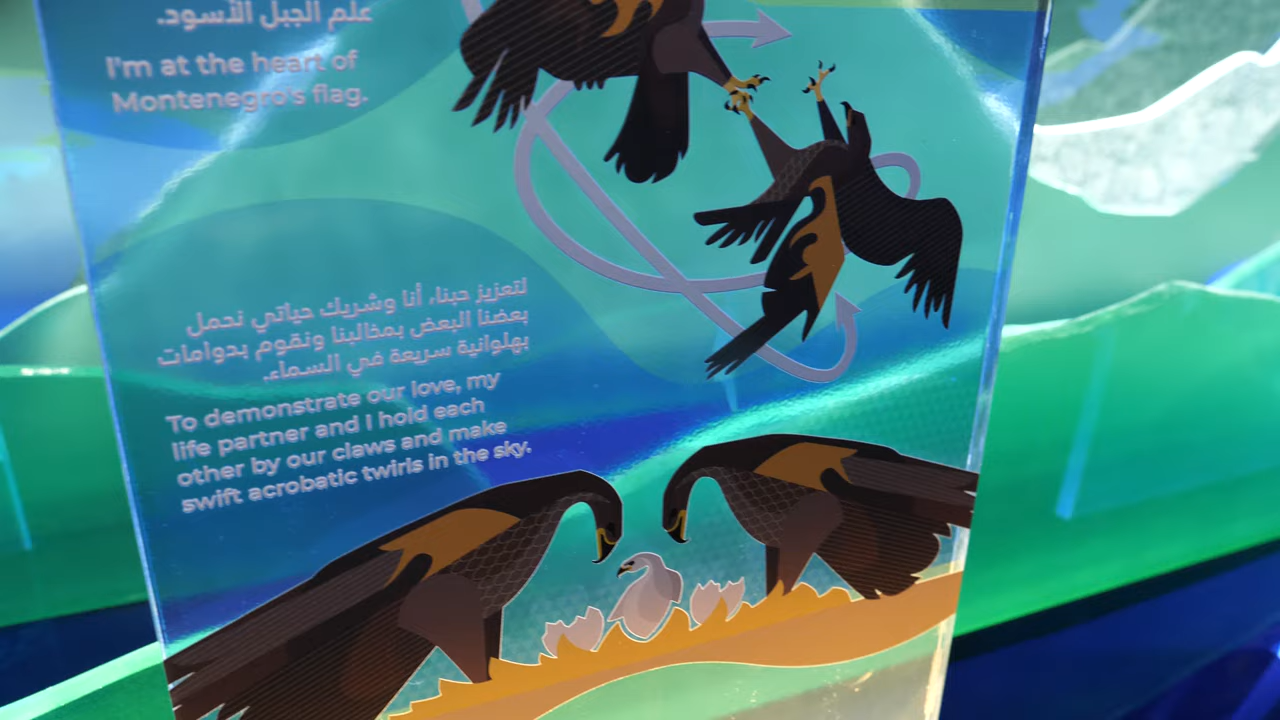 علم الجبل الأسود.
I'm at the heart of
Montenegro's flag.
لتعزيز حبنا، أنا وشريك حياتي نحمل
بعضنا البعض بمخالبنا ونقوم بدوامات
بهلوانية سريعة في السماء.
To demonstrate our love, my
life partner and I hold each
other by our claws and make
swift acrobatic twirls in the sky.